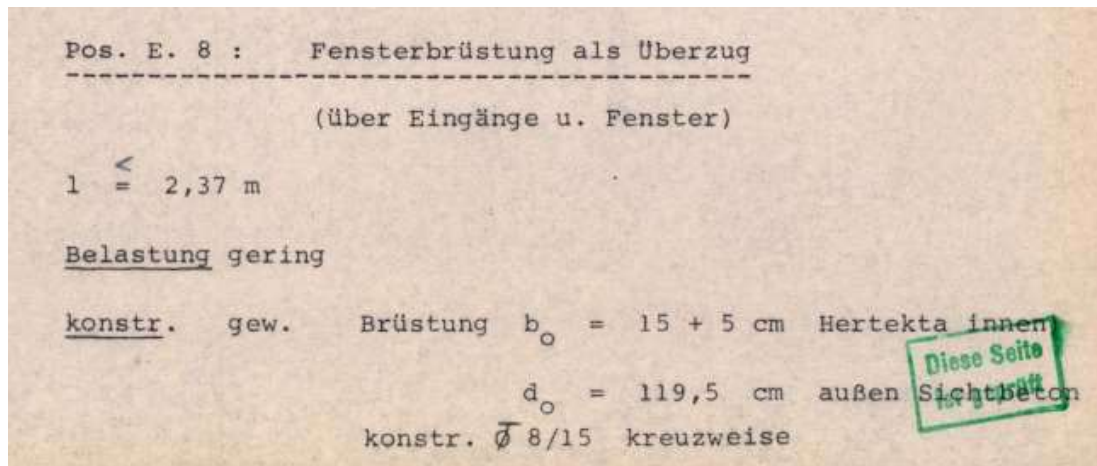 Pos. E. 8 : Fensterbrüstung als Überzug
(über Eingänge u. Fenster)
l ≤ 2,37 m
Belastung gering
konstr. gew. Brüstung b₀ = 15 + 5 cm Hertekta innen
d₀ = 119,5 cm außen Sichtbeton
konstr. ∅ 8/15 kreuzweise
Diese Seite
geprüft